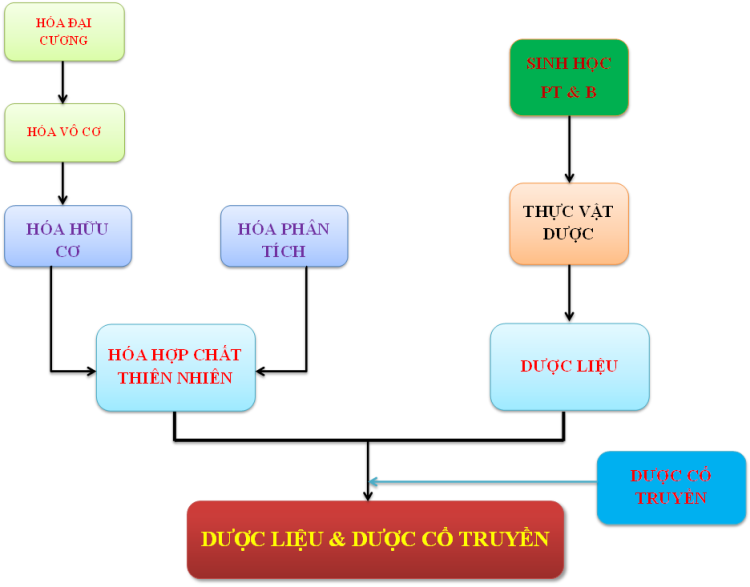 HÓA ĐẠI
CƯƠNG
HÓA VÔ CƠ
HÓA HỮU
CƠ
HÓA PHÂN
TÍCH
HÓA HỢP CHẤT
THIÊN NHIÊN
SINH HỌC
PT & B
THỰC VẬT
DƯỢC
DƯỢC LIỆU
DƯỢC CỔ
TRUYỀN
DƯỢC LIỆU & DƯỢC CỔ TRUYỀN